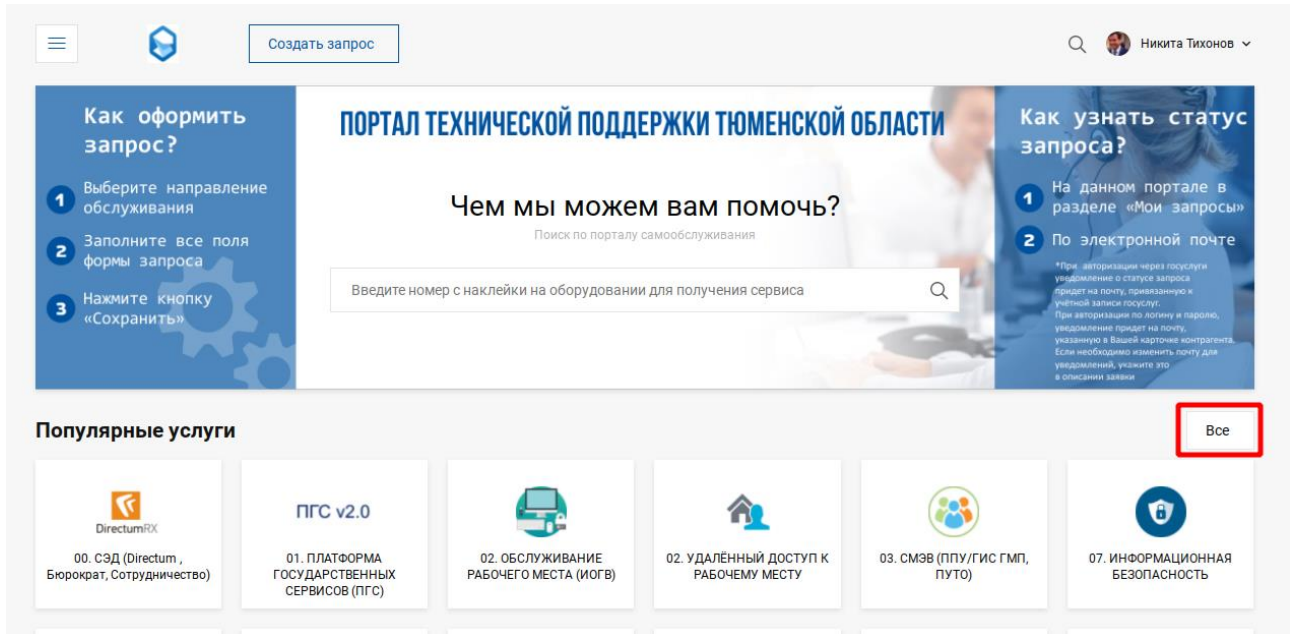 Создать запрос
Никита Тихонов
Как оформить
запрос?
1 Выберите направление
обслуживания
2 Заполните все поля
формы запроса
3 Нажмите кнопку
«Сохранить»
ПОРТАЛ ТЕХНИЧЕСКОЙ ПОДДЕРЖКИ ТЮМЕНСКОЙ ОБЛАСТИ
Чем мы можем вам помочь?
Поиск по порталу самообслуживания
Введите номер с наклейки на оборудовании для получения сервиса
Как узнать статус
запроса?
1 На данном портале в
разделе «Мои запросы»
2 По электронной почте
*При авторизации через госуслуги
уведомление о статусе запроса
придет на почту, привязанную к
учётной записи госуслуг.
При авторизации по логину и паролю,
уведомление придет на почту,
указанную в Вашей карточке контрагента.
Если необходимо изменить почту для
уведомлений, укажите это
в описании заявки
Популярные услуги
Все
DirectumRX
00. СЭД (Directum ,
Бюрократ, Сотрудничество)
ПГС v2.0
01. ПЛАТФОРМА
ГОСУДАРСТВЕННЫХ
СЕРВИСОВ (ПГС)
02. ОБСЛУЖИВАНИЕ
РАБОЧЕГО МЕСТА (ИОГВ)
02. УДАЛЁННЫЙ ДОСТУП К
РАБОЧЕМУ МЕСТУ
03. СМЭВ (ППУ/ГИС ГМП,
ПУТО)
07. ИНФОРМАЦИОННАЯ
БЕЗОПАСНОСТЬ